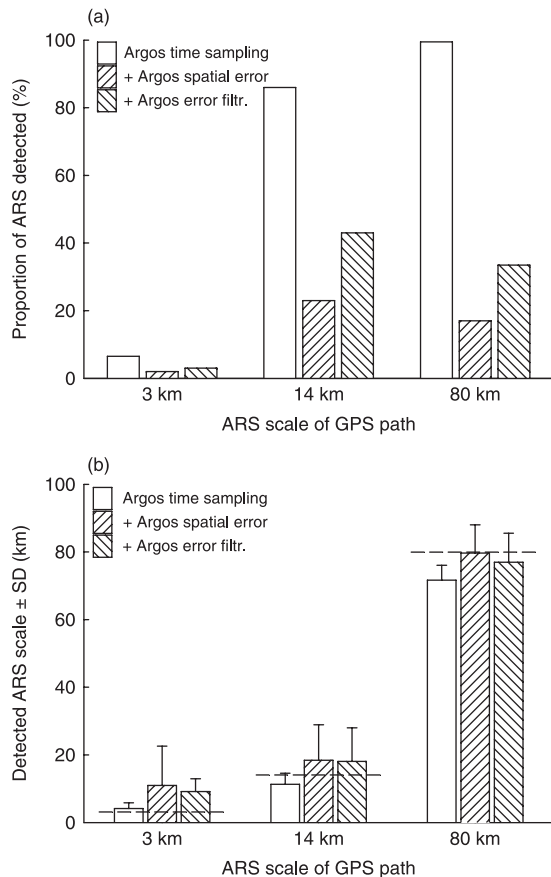 (a)
Argos time sampling
+ Argos spatial error
+ Argos error filtr.
Proportion of ARS detected (%)
100
80
60
40
20
0
3 km 14 km 80 km
ARS scale of GPS path
(b)
Argos time sampling
+ Argos spatial error
+ Argos error filtr.
Detected ARS scale ± SD (km)
100
80
60
40
20
0
3 km 14 km 80 km
ARS scale of GPS path